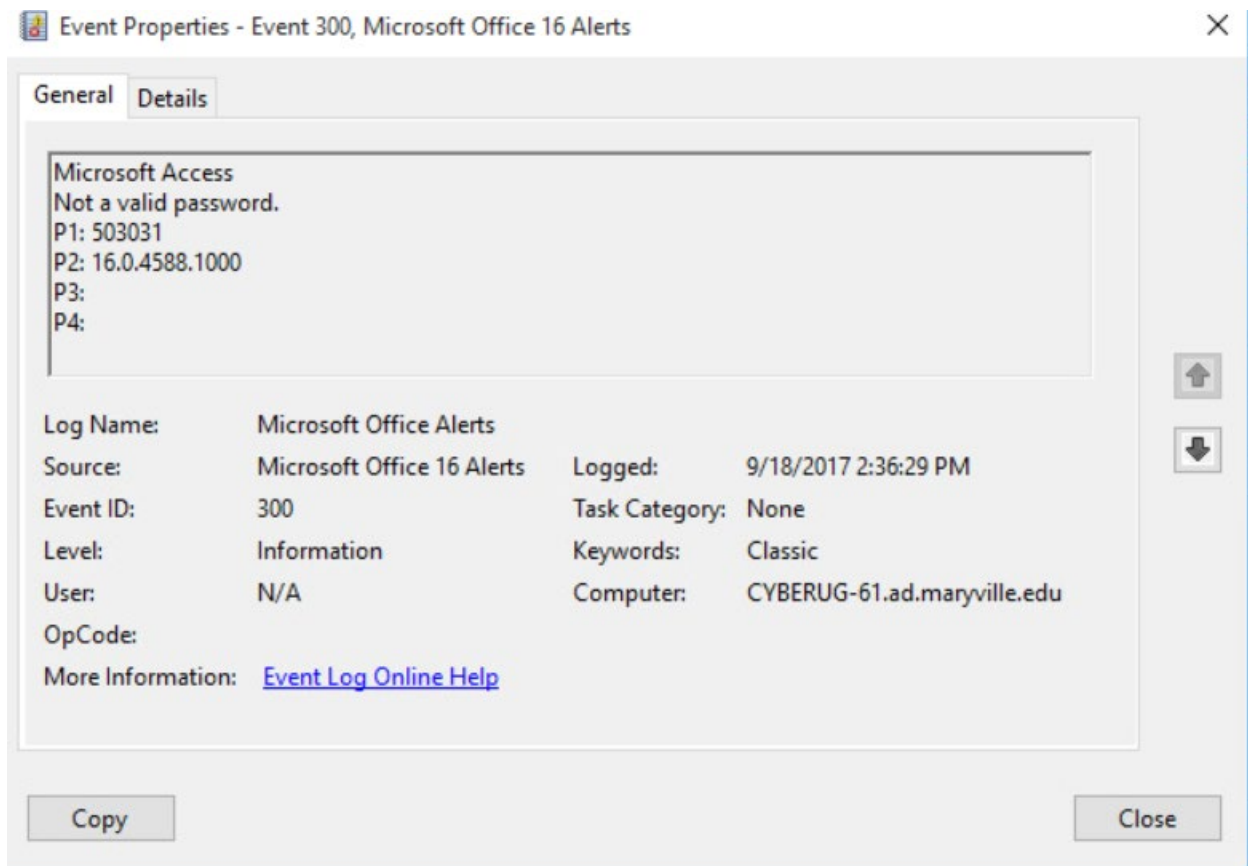 Event Properties - Event 300, Microsoft Office 16 Alerts
General Details
Microsoft Access
Not a valid password.
P1: 503031
P2: 16.0.4588.1000
P3:
P4:
Log Name: Microsoft Office Alerts
Source: Microsoft Office 16 Alerts Logged: 9/18/2017 2:36:29 PM
Event ID: 300 Task Category: None
Level: Information Keywords: Classic
User: N/A Computer: CYBERUG-61.ad.maryville.edu
OpCode:
More Information: Event Log Online Help
Copy Close